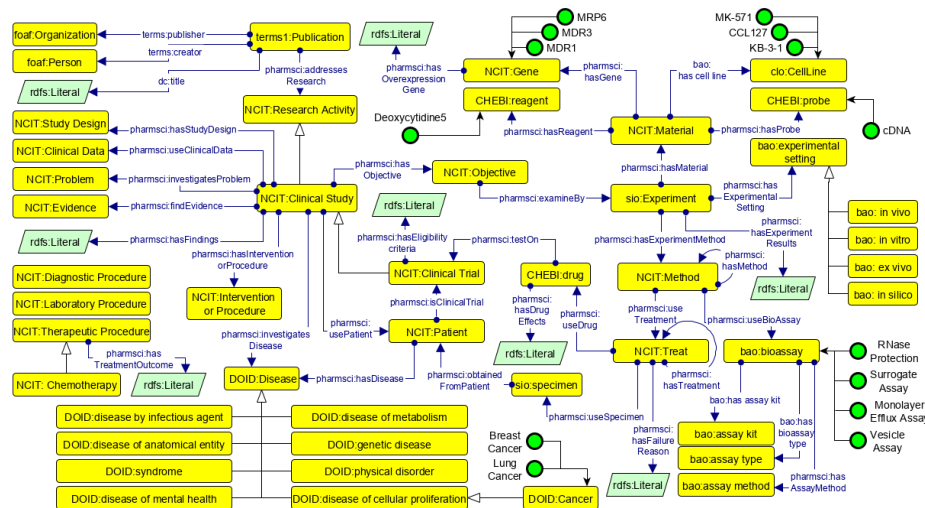 foaf:Organization
terms:publisher
terms1:Publication
foaf:Person
terms:creator
rdfs:Literal
dc:title
pharmsci:addresses
Research
rdfs:Literal
pharmsci:has
Overexpression
Gene
NCIT:Gene
MRP6
MDR3
MDR1
pharmsci:
hasGene
bao:
has cell line
MK-571
CCL127
KB-3-1
clo:CellLine
NCIT:Research Activity
Deoxycytidine5
CHEBI:reagent
pharmsci:hasReagent
NCIT:Material
pharmsci:
hasProbe
CHEBI:probe
cDNA
NCIT:Study Design
pharmsci:hasStudyDesign
NCIT:Clinical Data
pharmsci:useClinicalData
NCIT:Problem
pharmsci:investigatesProblem
NCIT:Evidence
pharmsci:findEvidence
rdfs:Literal
pharmsci:hasFindings
NCIT:Clinical Study
pharmsci:has
Objective
NCIT:Objective
pharmsci:examineBy
pharmsci:hasMaterial
sio:Experiment
pharmsci:has
Experimental
Setting
bao:experimental
setting
bao: in vivo
bao: in vitro
bao: ex vivo
bao: in silico
rdfs:Literal
pharmsci:hasEligibility
criteria
pharmsci:testOn
pharmsci:hasExperimentMethod
pharmsci:
hasExperiment
Results
rdfs:Literal
pharmsci:hasIntervention
orProcedure
NCIT:Intervention
or Procedure
NCIT:Clinical Trial
CHEBI:drug
NCIT:Method
pharmsci:
hasMethod
NCIT:Diagnostic Procedure
NCIT:Laboratory Procedure
NCIT:Therapeutic Procedure
pharmsci:has
TreatmentOutcome
NCIT: Chemotherapy
rdfs:Literal
pharmsci:isClinicalTrial
pharmsci:
usePatient
NCIT:Patient
pharmsci:
hasDrug
Effects
rdfs:Literal
pharmsci:
useDrug
pharmsci:use
Treatment
pharmsci:useBioAssay
NCIT:Treat
pharmsci:
hasTreatment
bao:bioassay
RNase
Protection
Surrogate
Assay
Monolayer
Efflux Assay
Vesicle
Assay
pharmsci:investigates
Disease
DOID:Disease
pharmsci:hasDisease
pharmsci:obtained
FromPatient
sio:specimen
pharmsci:useSpecimen
pharmsci:
hasFailure
Reason
rdfs:Literal
bao:has assay kit
bao:has
bioassay
type
pharmsci:has
AssayMethod
bao:assay kit
bao:assay type
bao:assay method
DOID:disease by infectious agent
DOID:disease of metabolism
DOID:disease of anatomical entity
DOID:genetic disease
DOID:syndrome
DOID:physical disorder
DOID:disease of mental health
DOID:disease of cellular proliferation
Breast
Cancer
Lung
Cancer
DOID:Cancer